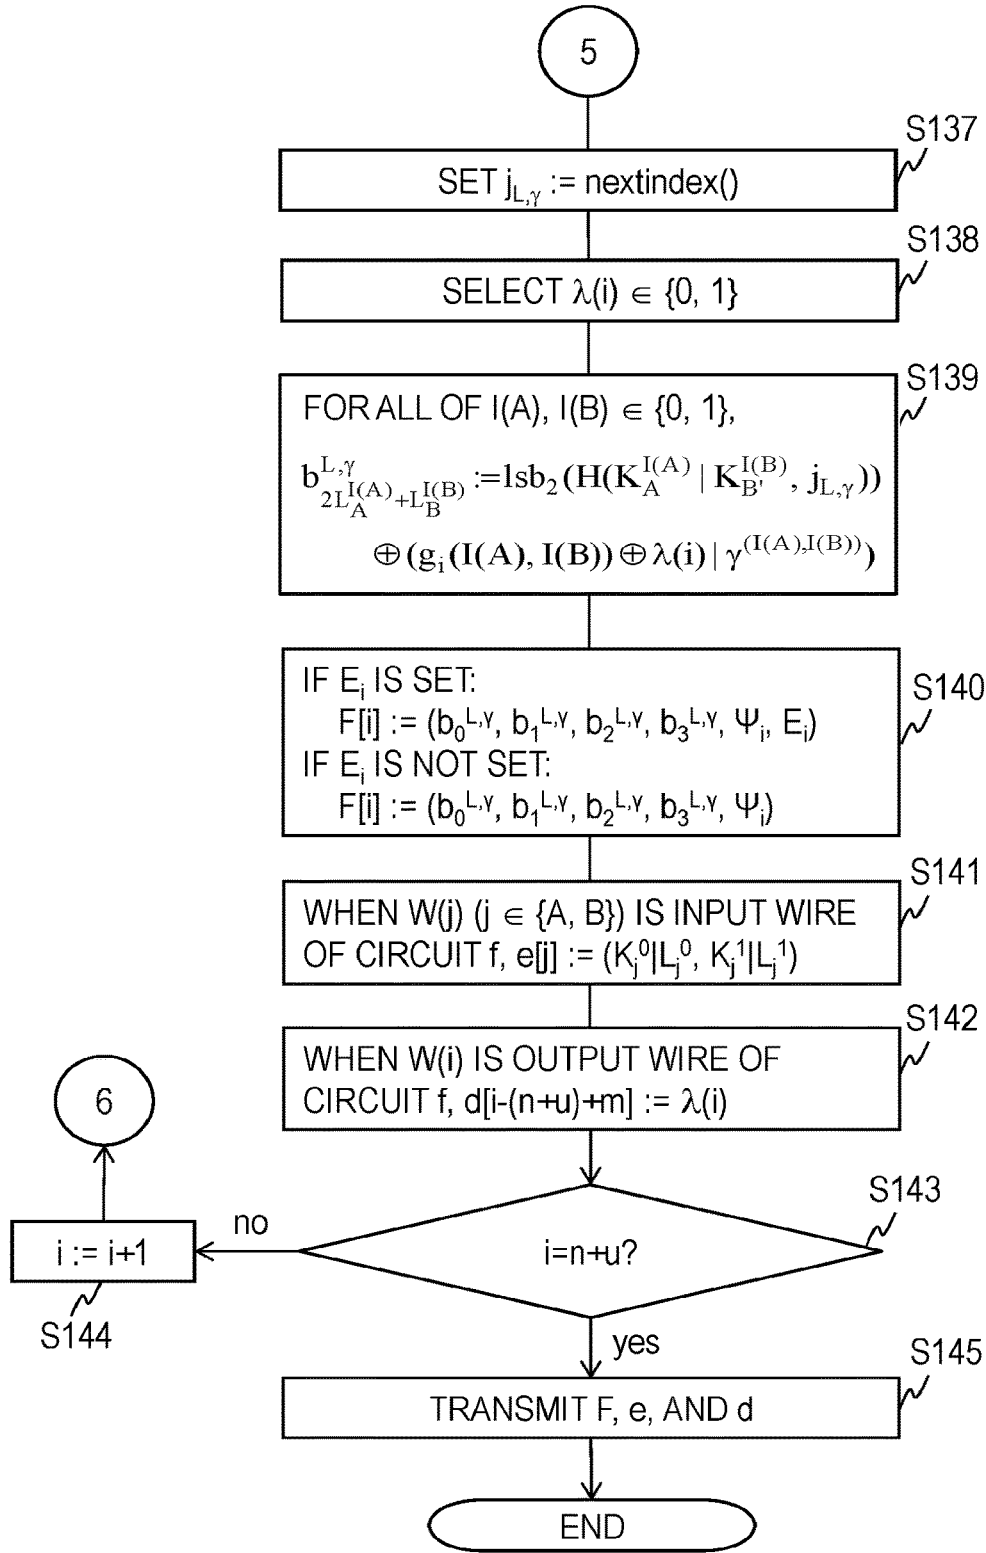 5
S137
SET j_{L,γ} := nextindex()
S138
SELECT λ(i) ∈ {0, 1}
S139
FOR ALL OF I(A), I(B) ∈ {0, 1},
b^{L,γ}_{2L_A^{I(A)}+L_B^{I(B)}} := lsb_2(H(K_A^{I(A)} | K_{B'}^{I(B)}, j_{L,γ}))
⊕(g_i(I(A), I(B))⊕λ(i) | γ^{(I(A),I(B))})
S140
IF E_i IS SET:
F[i] := (b_0^{L,γ}, b_1^{L,γ}, b_2^{L,γ}, b_3^{L,γ}, Ψ_i, E_i)
IF E_i IS NOT SET:
F[i] := (b_0^{L,γ}, b_1^{L,γ}, b_2^{L,γ}, b_3^{L,γ}, Ψ_i)
S141
WHEN W(j) (j ∈ {A, B}) IS INPUT WIRE
OF CIRCUIT f, e[j] := (K_j^0|L_j^0, K_j^1|L_j^1)
S142
WHEN W(i) IS OUTPUT WIRE OF
CIRCUIT f, d[i-(n+u)+m] := λ(i)
6
S143
i=n+u?
no
i := i+1
S144
yes
S145
TRANSMIT F, e, AND d
END